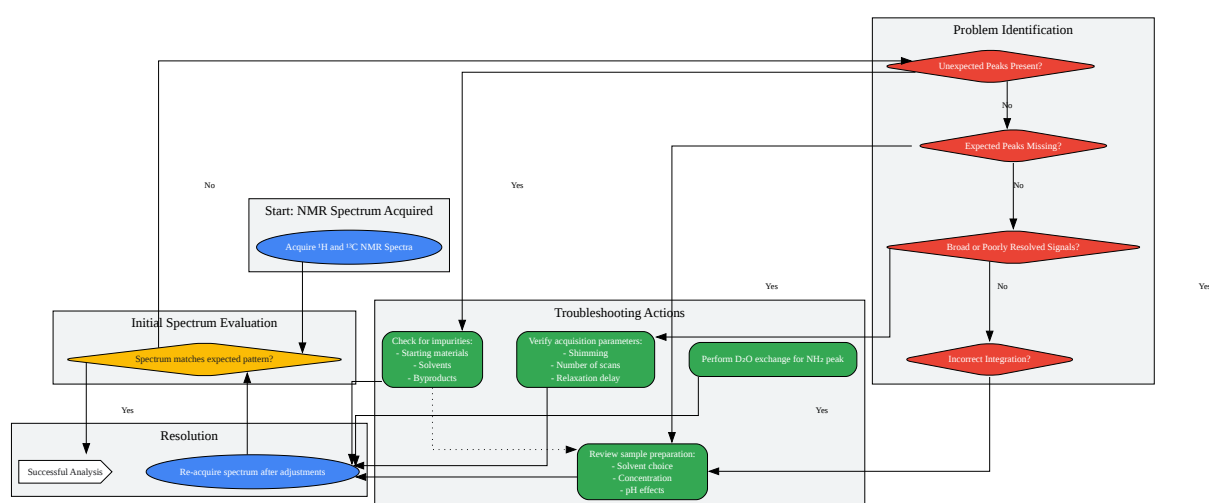 Problem Identification
Unexpected Peaks Present?
No
Expected Peaks Missing?
No
Yes
No
Start: NMR Spectrum Acquired
Acquire ¹H and ¹³C NMR Spectra
Broad or Poorly Resolved Signals?
Yes
No
Yes
Initial Spectrum Evaluation
Spectrum matches expected pattern?
Troubleshooting Actions
Check for impurities:
- Starting materials
- Solvents
- Byproducts
Verify acquisition parameters:
- Shimming
- Number of scans
- Relaxation delay
Perform D₂O exchange for NH₂ peak
Incorrect Integration?
Yes
Yes
Resolution
Successful Analysis
Re-acquire spectrum after adjustments
Review sample preparation:
- Solvent choice
- Concentration
- pH effects